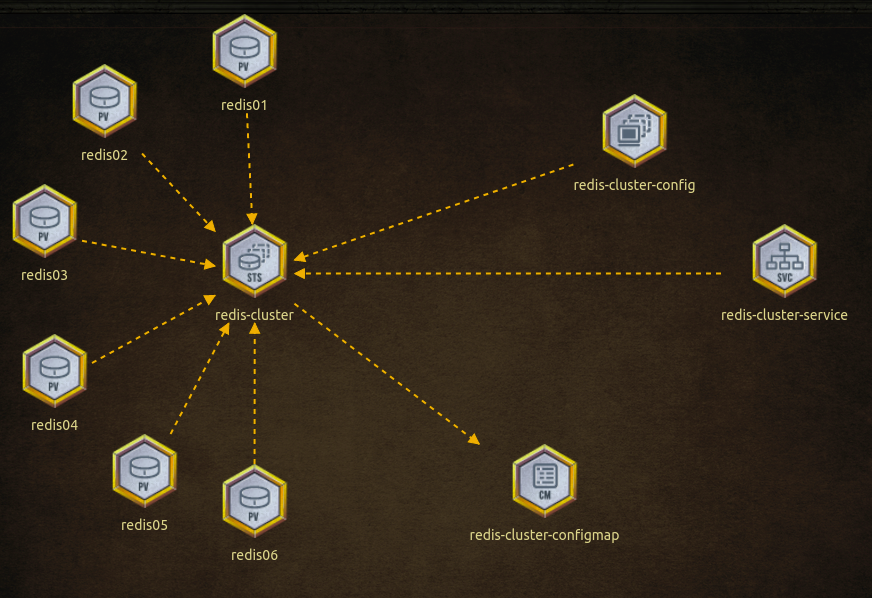 PV
redis01
PV
redis02
redis-cluster-config
PV
redis03
STS
redis-cluster
SVC
redis-cluster-service
PV
redis04
PV
redis05
PV
redis06
CM
redis-cluster-configmap